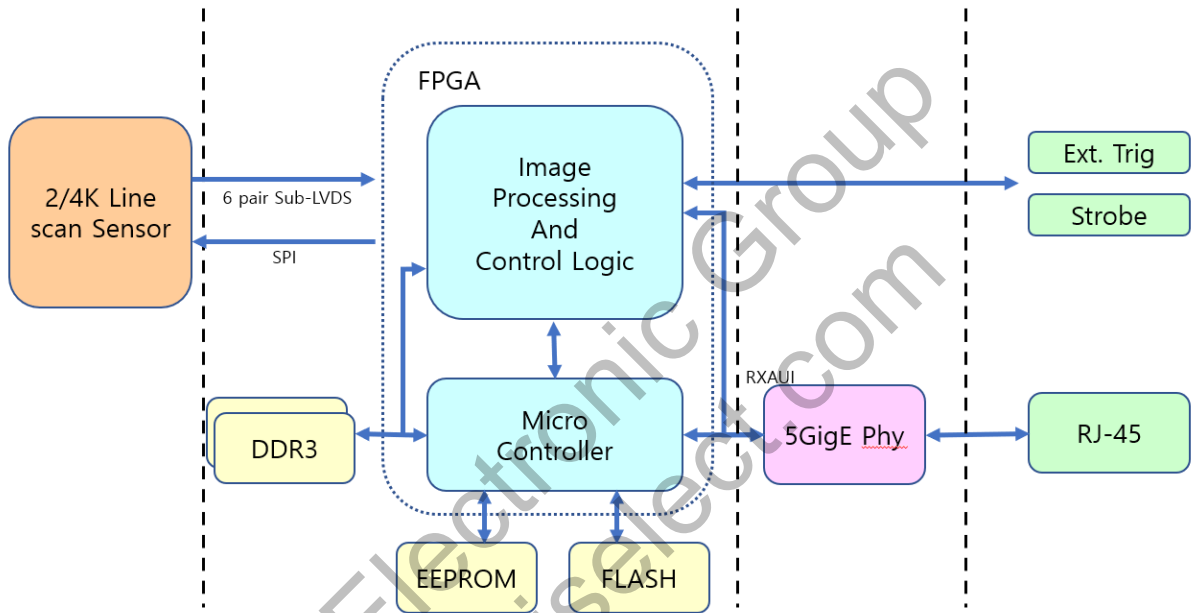 FPGA
2/4K Line
scan Sensor
6 pair Sub-LVDS
SPI
Image
Processing
And
Control Logic
Ext. Trig
Strobe
DDR3
Micro
Controller
RXAUI
5GigE Phy
RJ-45
EEPROM
FLASH
Electronic Group
iselect.com